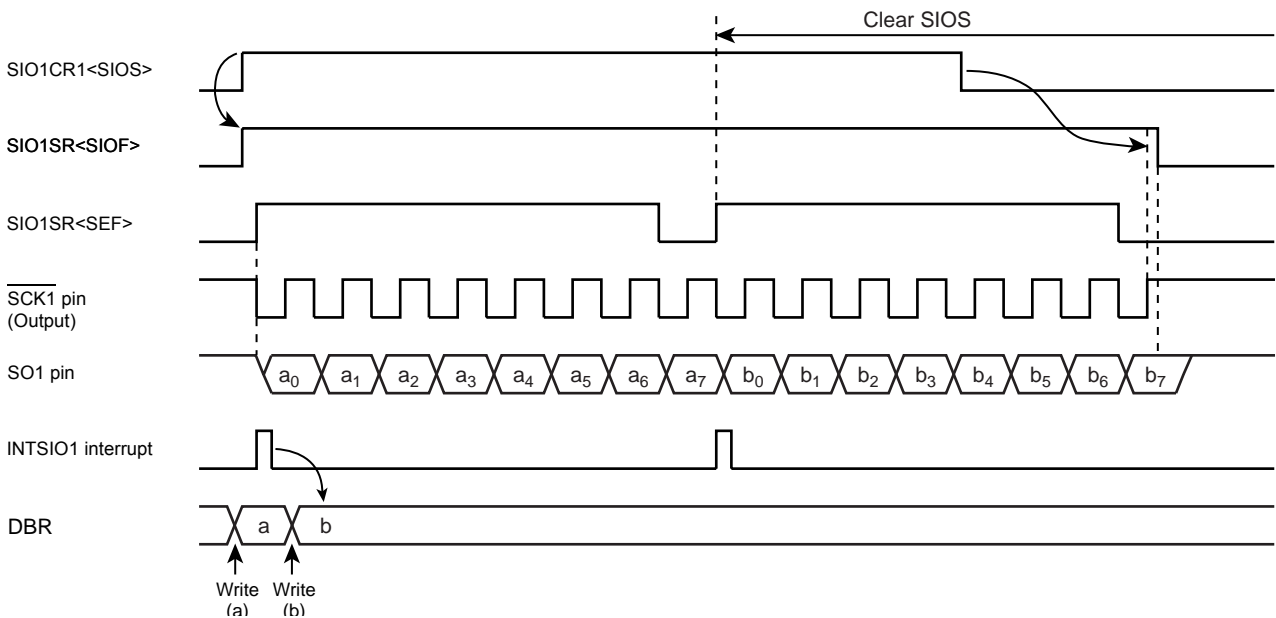 Clear SIOS
SIO1CR1<SIOS>
SIO1SR<SIOF>
SIO1SR<SEF>
SCK1 pin
(Output)
SO1 pin
a0 a1 a2 a3 a4 a5 a6 a7 b0 b1 b2 b3 b4 b5 b6 b7
INTSIO1 interrupt
DBR
a b
Write Write
(a) (b)